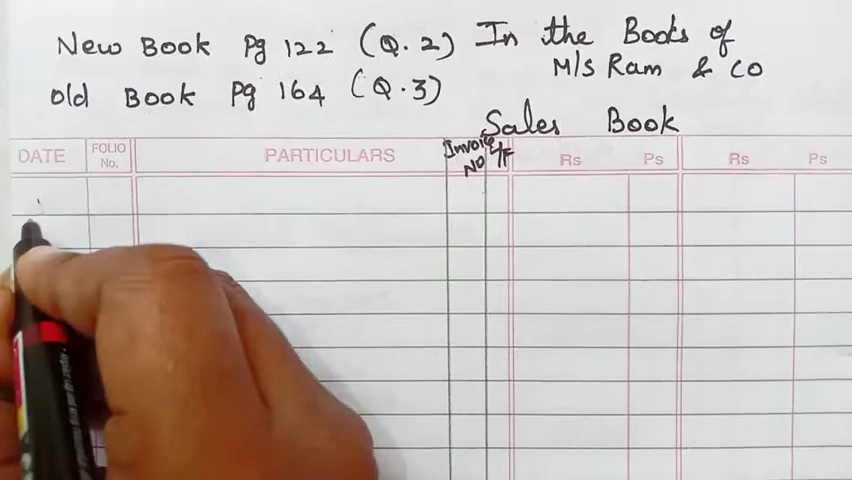 New Book Pg 122 (Q.2) In the Books of
M/S Ram & Co
Old Book Pg 164 (Q.3)
Sales Book
DATE FOLIO No. PARTICULARS Invoice No L/F Rs Ps Rs Ps